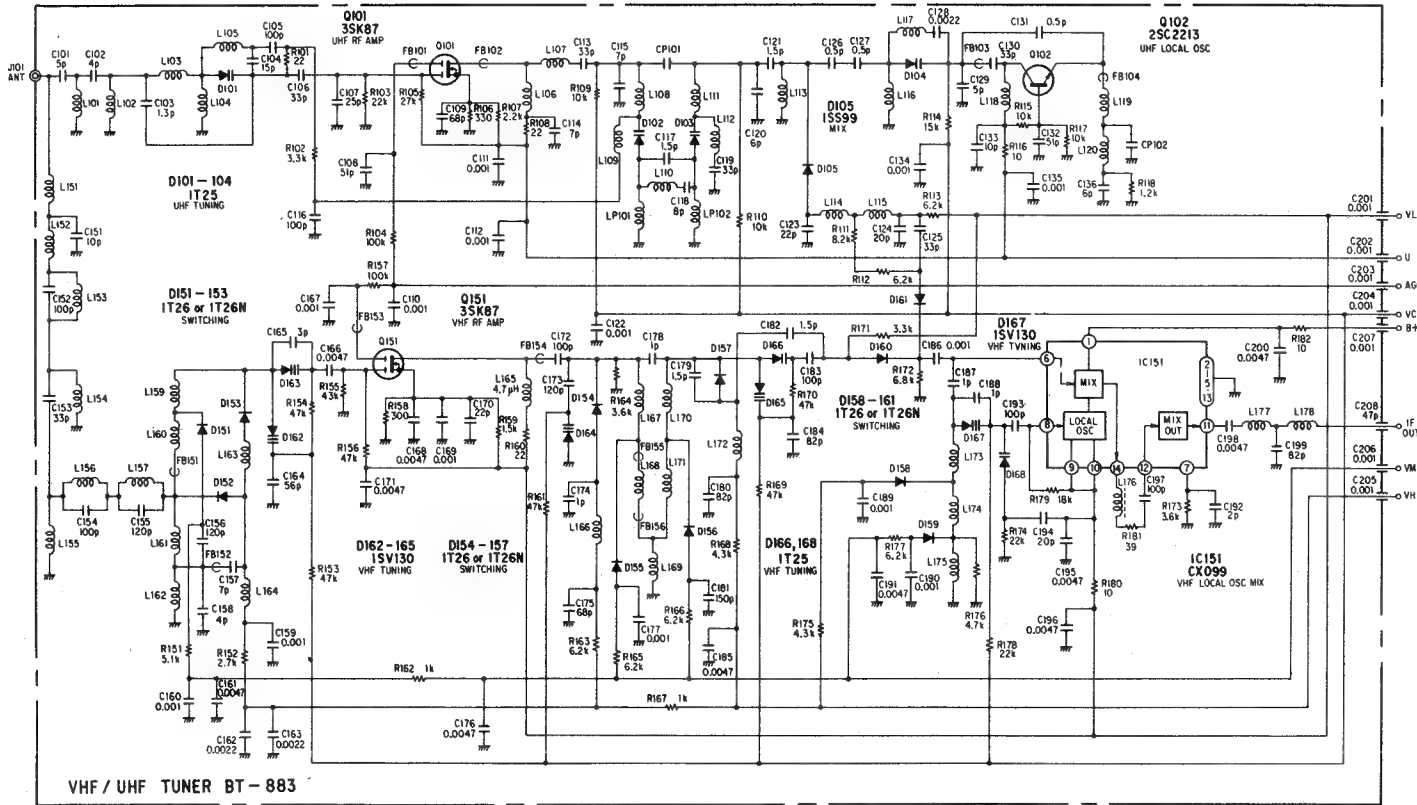 Q101
3SK87
UHF RF AMP
Q102
2SC2213
UHF LOCAL OSC
J101
ANT
C101
5p
C102
4p
L101
L102
L103
C103
1.3p
L104
L105
D101
C104
15p
C105
100p
R101
22
C106
33p
C107
25p
R103
22k
R102
3.3k
C108
51p
FB101
Q101
FB102
R105
27k
C109
68p
R106
330
R107
2.2k
R108
22
C111
0.001
L106
L107
C113
33p
C114
7p
R109
10k
C115
7p
CP101
L108
D102
L109
C117
1.5p
L110
C118
8p
LP101
LP102
D103
L111
L112
C119
33p
C120
6p
C121
1.5p
L113
D105
1SS99
MIX
D105
C126
0.5p
C127
0.5p
L117
C128
0.0022
D104
L116
R114
15k
C134
0.001
C131
0.5p
FB103
C130
33p
C129
5p
Q102
FB104
L118
R115
10k
C133
10p
R116
10
C132
51p
R117
10k
L119
L120
CP102
C135
0.001
C136
6p
R118
1.2k
D101-104
1T25
UHF TUNING
C116
100p
R104
100k
C112
0.001
R110
10k
C123
22p
L114
L115
R111
8.2k
R112
6.2k
C124
20p
C125
33p
R113
6.2k
D161
L151
L152
C151
10p
C152
100p
L153
C153
33p
L154
L155
L156
C154
100p
L157
C155
120p
D151-153
1T26 or 1T26N
SWITCHING
C167
0.001
R157
100k
C110
0.001
Q151
3SK87
VHF RF AMP
FB153
Q151
C165
3p
D163
C166
0.0047
R155
43k
R154
47k
D162
C164
56p
L159
L160
FB151
D151
D153
L163
D152
L161
C156
120p
FB152
C157
7p
L162
C158
4p
L164
C159
0.001
R151
5.1k
R152
2.7k
R153
47k
C160
0.001
C161
0.0047
C162
0.0022
C163
0.0022
R156
47k
C171
0.0047
R158
300
C168
0.0047
C169
0.001
C170
22p
R159
1.5k
R160
22
L165
4.7μH
FB154
C172
100p
C173
120p
D164
D154
C122
0.001
R164
3.6k
C178
1p
L167
L170
FB155
L168
L171
FB156
L169
C179
1.5p
D157
L172
C180
82p
D156
R168
4.3k
C182
1.5p
D166
C183
100p
D165
R170
47k
C184
82p
R169
47k
R171
3.3k
D160
R172
6.8k
C186
0.001
D158-161
1T26 or 1T26N
SWITCHING
D167
1SV130
VHF TVNING
C187
1p
C188
1p
D167
L173
L174
L175
C193
100p
D168
D158
C189
0.001
D159
R177
6.2k
C191
0.0047
C190
0.001
R174
22k
R176
4.7k
R178
22k
R179
18k
C194
20p
C195
0.0047
R180
10
C196
0.0047
D162-165
1SV130
VHF TUNING
D154-157
1T26 or 1T26N
SWITCHING
R161
47k
C174
1p
L166
C175
68p
R163
6.2k
D155
C177
0.001
R165
6.2k
R166
6.2k
C181
150p
C185
0.0047
D166,168
1T25
VHF TUNING
R175
4.3k
R162
1k
R167
1k
C176
0.0047
IC151
1
6
MIX
8
LOCAL
OSC
MIX
OUT
2
5
13
11
9
10
14
12
7
L176
C197
100p
R181
39
R173
3.6k
C192
2p
IC151
CX099
VHF LOCAL OSC MIX
C200
0.0047
R182
10
C198
0.0047
L177
L178
C199
82p
C201
0.001
VL
C202
0.001
U
C203
0.001
AG
C204
0.001
VC
B+
C207
0.001
C208
47p
IF
OUT
C206
0.001
VM
C205
0.001
VH
VHF / UHF TUNER BT-883